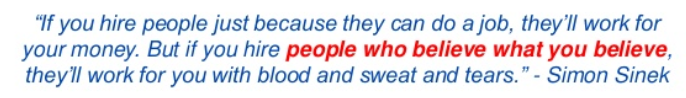 “If you hire people just because they can do a job, they’ll work for
your money. But if you hire people who believe what you believe,
they’ll work for you with blood and sweat and tears.” - Simon Sinek